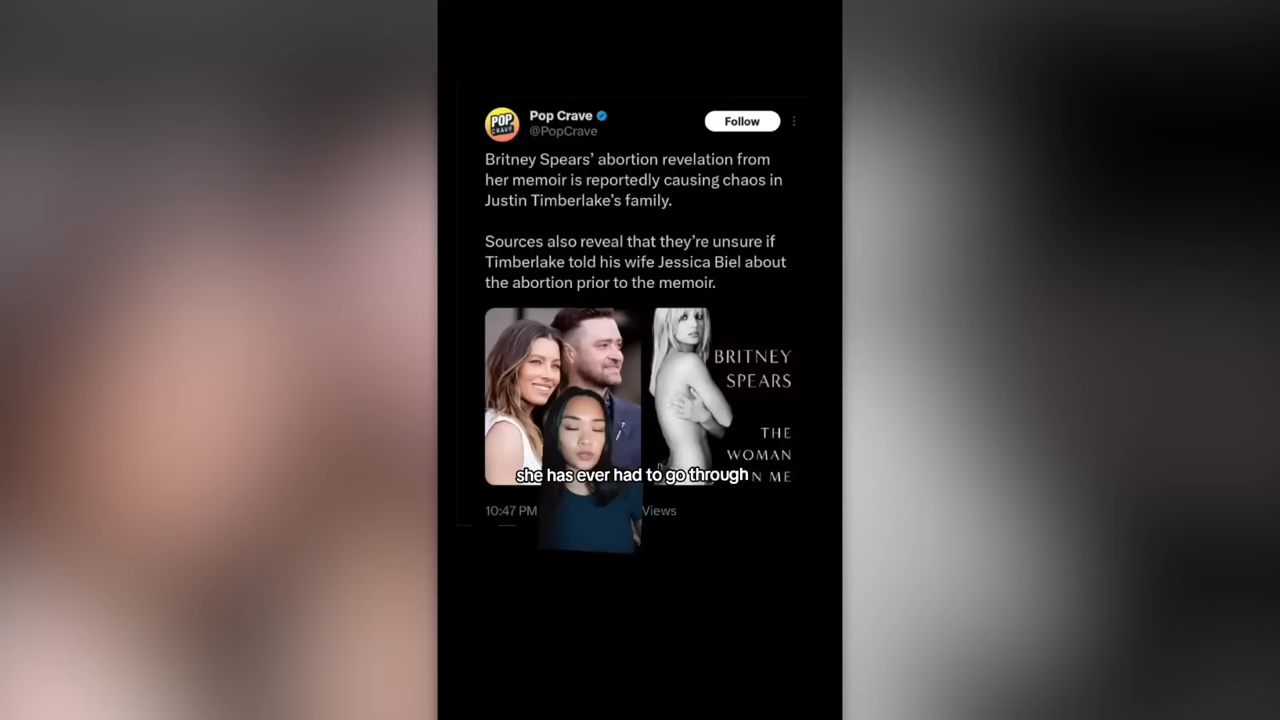 POP
CRAVE
Pop Crave
@PopCrave
Follow
Britney Spears’ abortion revelation from
her memoir is reportedly causing chaos in
Justin Timberlake’s family.
Sources also reveal that they’re unsure if
Timberlake told his wife Jessica Biel about
the abortion prior to the memoir.
BRITNEY
SPEARS
THE
WOMAN
N ME
she has ever had to go through
10:47 PM
Views